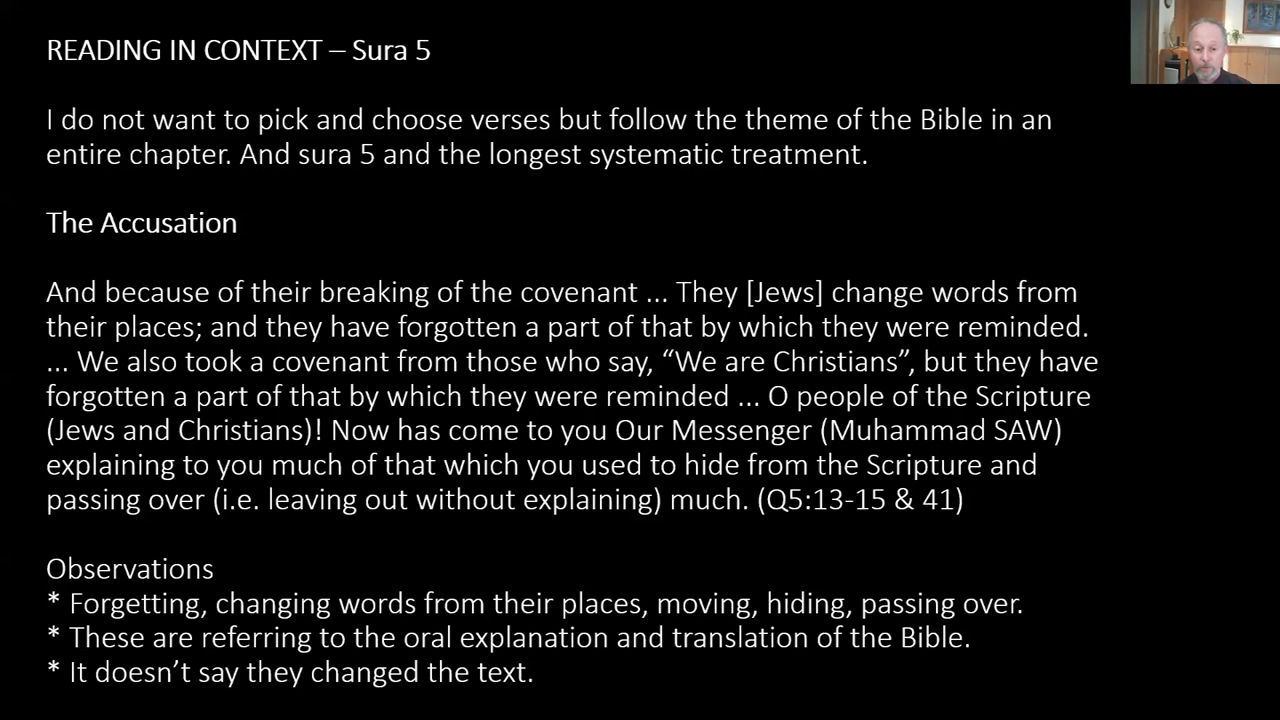 READING IN CONTEXT – Sura 5
I do not want to pick and choose verses but follow the theme of the Bible in an
entire chapter. And sura 5 and the longest systematic treatment.
The Accusation
And because of their breaking of the covenant ... They [Jews] change words from
their places; and they have forgotten a part of that by which they were reminded.
... We also took a covenant from those who say, “We are Christians”, but they have
forgotten a part of that by which they were reminded ... O people of the Scripture
(Jews and Christians)! Now has come to you Our Messenger (Muhammad SAW)
explaining to you much of that which you used to hide from the Scripture and
passing over (i.e. leaving out without explaining) much. (Q5:13-15 & 41)
Observations
* Forgetting, changing words from their places, moving, hiding, passing over.
* These are referring to the oral explanation and translation of the Bible.
* It doesn’t say they changed the text.